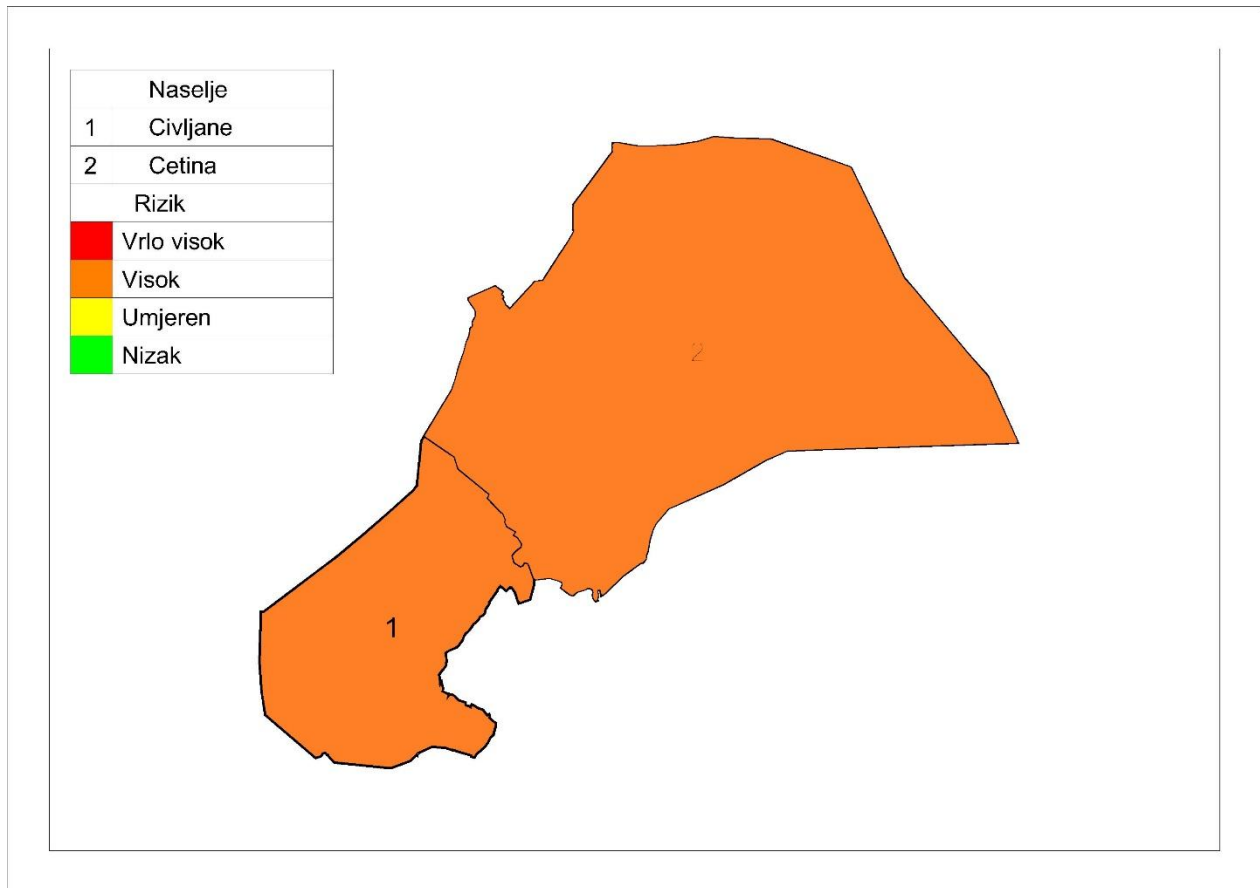 Naselje
1 Civljane
2 Cetina
Rizik
Vrlo visok
Visok
Umjeren
Nizak
2
1